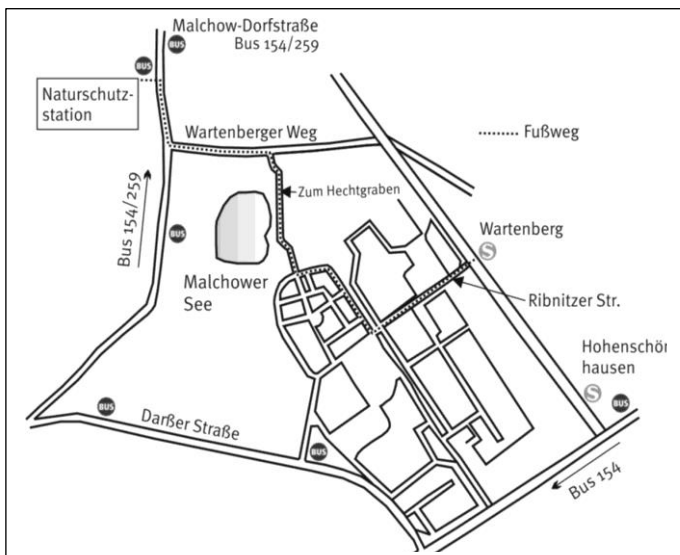 Malchow-Dorfstraße
Bus 154/259
BUS
BUS
Naturschutz-
station
Wartenberger Weg
Fußweg
Zum Hechtgraben
Bus 154/259
BUS
Wartenberg
S
Malchower
See
Ribnitzer Str.
Hohenschön
hausen
S
BUS
BUS
Darßer Straße
BUS
Bus 154